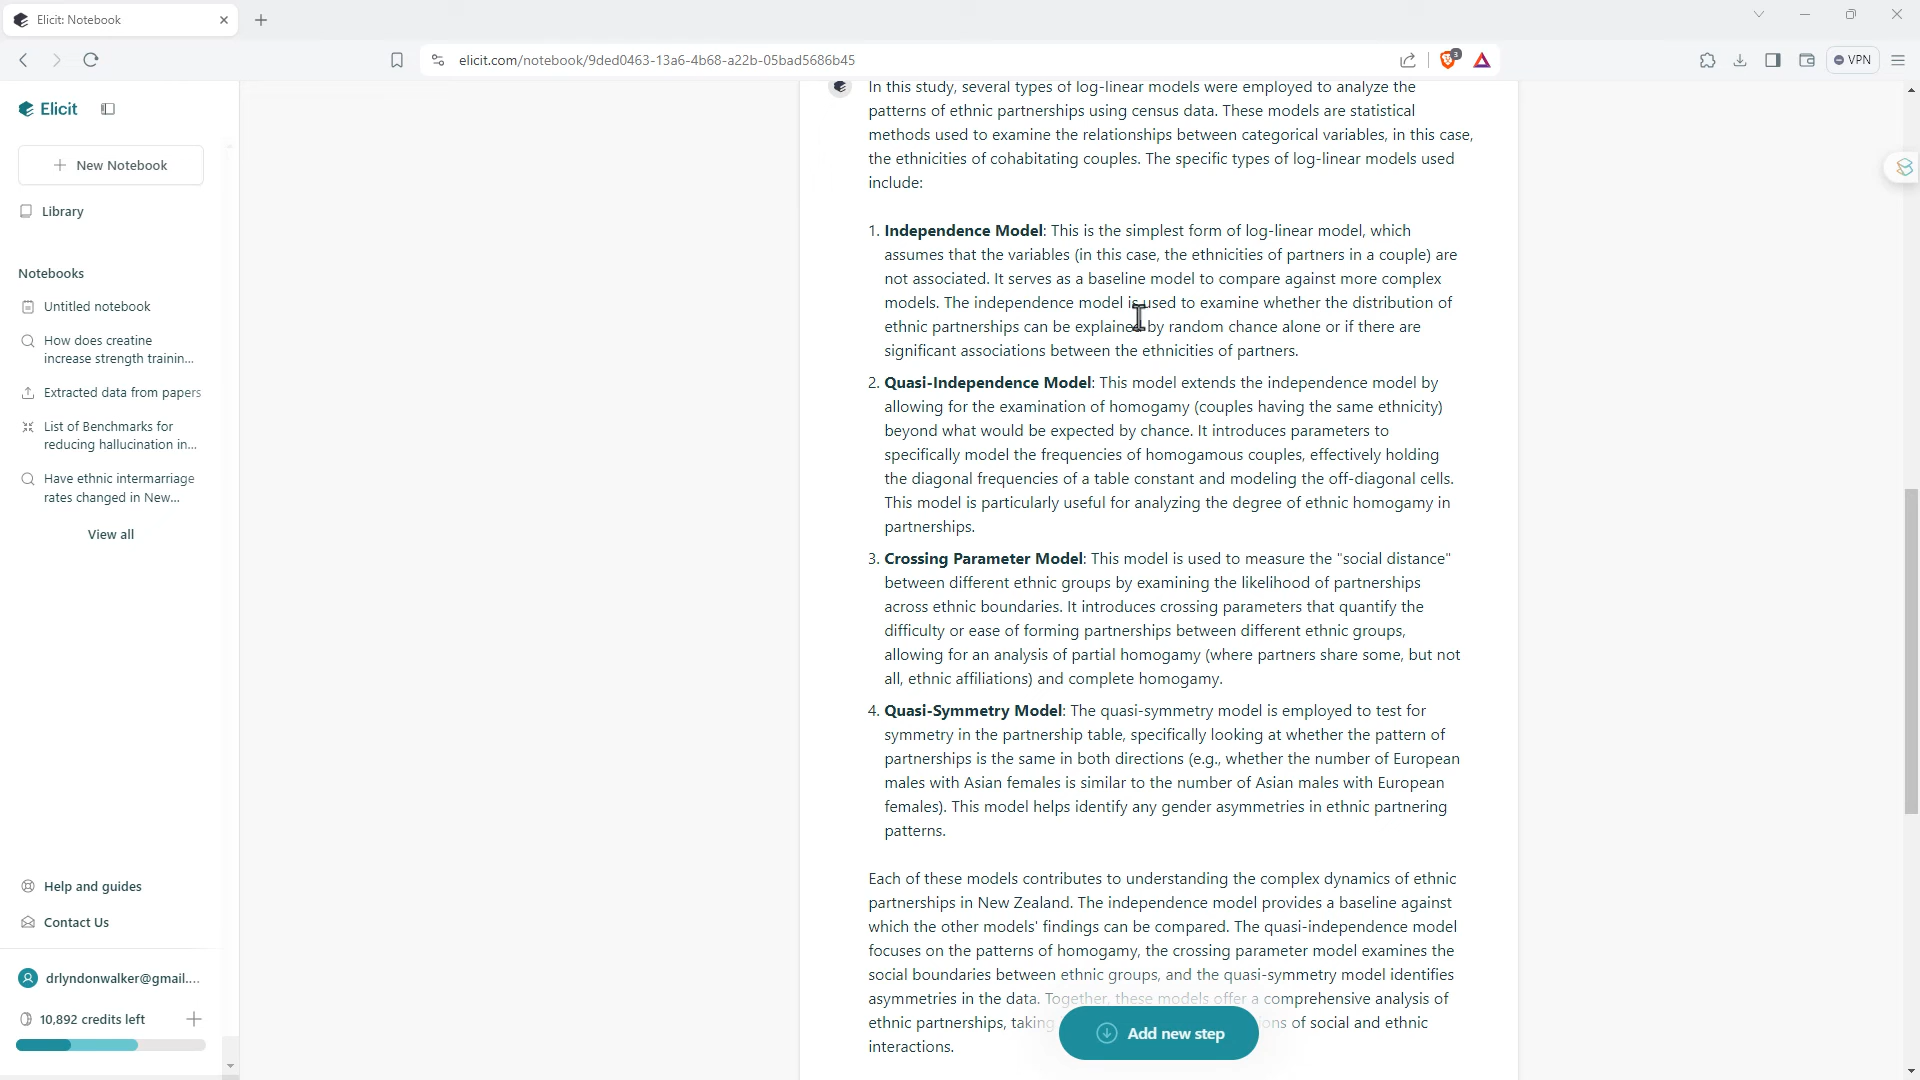 Elicit: Notebook
elicit.com/notebook/9ded0463-13a6-4b68-a22b-05bad5686b45
3
VPN
Elicit
New Notebook
Library
Notebooks
Untitled notebook
How does creatine
increase strength trainin...
Extracted data from papers
List of Benchmarks for
reducing hallucination in...
Have ethnic intermarriage
rates changed in New...
View all
Help and guides
Contact Us
drlyndonwalker@gmail....
10,892 credits left
In this study, several types of log-linear models were employed to analyze the
patterns of ethnic partnerships using census data. These models are statistical
methods used to examine the relationships between categorical variables, in this case,
the ethnicities of cohabitating couples. The specific types of log-linear models used
include:
1. Independence Model: This is the simplest form of log-linear model, which
assumes that the variables (in this case, the ethnicities of partners in a couple) are
not associated. It serves as a baseline model to compare against more complex
models. The independence model is used to examine whether the distribution of
ethnic partnerships can be explained by random chance alone or if there are
significant associations between the ethnicities of partners.
2. Quasi-Independence Model: This model extends the independence model by
allowing for the examination of homogamy (couples having the same ethnicity)
beyond what would be expected by chance. It introduces parameters to
specifically model the frequencies of homogamous couples, effectively holding
the diagonal frequencies of a table constant and modeling the off-diagonal cells.
This model is particularly useful for analyzing the degree of ethnic homogamy in
partnerships.
3. Crossing Parameter Model: This model is used to measure the "social distance"
between different ethnic groups by examining the likelihood of partnerships
across ethnic boundaries. It introduces crossing parameters that quantify the
difficulty or ease of forming partnerships between different ethnic groups,
allowing for an analysis of partial homogamy (where partners share some, but not
all, ethnic affiliations) and complete homogamy.
4. Quasi-Symmetry Model: The quasi-symmetry model is employed to test for
symmetry in the partnership table, specifically looking at whether the pattern of
partnerships is the same in both directions (e.g., whether the number of European
males with Asian females is similar to the number of Asian males with European
females). This model helps identify any gender asymmetries in ethnic partnering
patterns.
Each of these models contributes to understanding the complex dynamics of ethnic
partnerships in New Zealand. The independence model provides a baseline against
which the other models' findings can be compared. The quasi-independence model
focuses on the patterns of homogamy, the crossing parameter model examines the
social boundaries between ethnic groups, and the quasi-symmetry model identifies
asymmetries in the data. Together, these models offer a comprehensive analysis of
ethnic partnerships, taking of social and ethnic
interactions.
Add new step